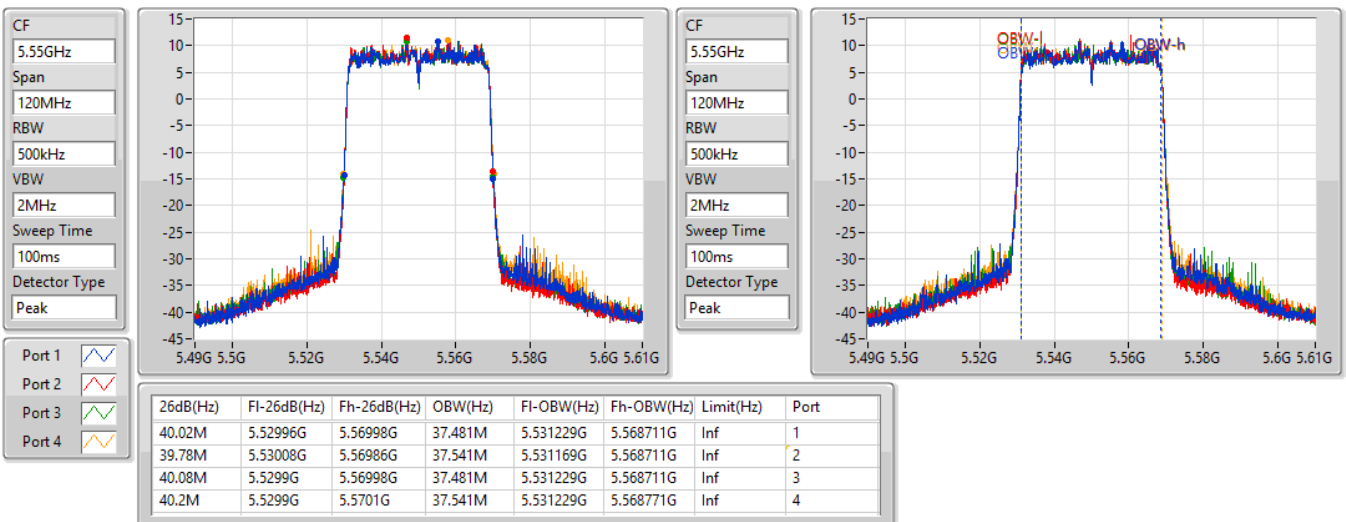 CF
5.55GHz
Span
120MHz
RBW
500kHz
VBW
2MHz
Sweep Time
100ms
Detector Type
Peak
15
10
5
0
-5
-10
-15
-20
-25
-30
-35
-40
-45
5.49G 5.5G 5.52G 5.54G 5.56G 5.58G 5.6G 5.61G
CF
5.55GHz
Span
120MHz
RBW
500kHz
VBW
2MHz
Sweep Time
100ms
Detector Type
Peak
15
10
5
0
-5
-10
-15
-20
-25
-30
-35
-40
-45
OBW-h
5.49G 5.5G 5.52G 5.54G 5.56G 5.58G 5.6G 5.61G
Port 1
Port 2
Port 3
Port 4
26dB(Hz) Fl-26dB(Hz) Fh-26dB(Hz) OBW(Hz) Fl-OBW(Hz) Fh-OBW(Hz) Limit(Hz) Port
40.02M 5.52996G 5.56998G 37.481M 5.531229G 5.568711G Inf 1
39.78M 5.53008G 5.56986G 37.541M 5.531169G 5.568711G Inf 2
40.08M 5.5299G 5.56998G 37.481M 5.531229G 5.568711G Inf 3
40.2M 5.5299G 5.5701G 37.541M 5.531229G 5.568771G Inf 4